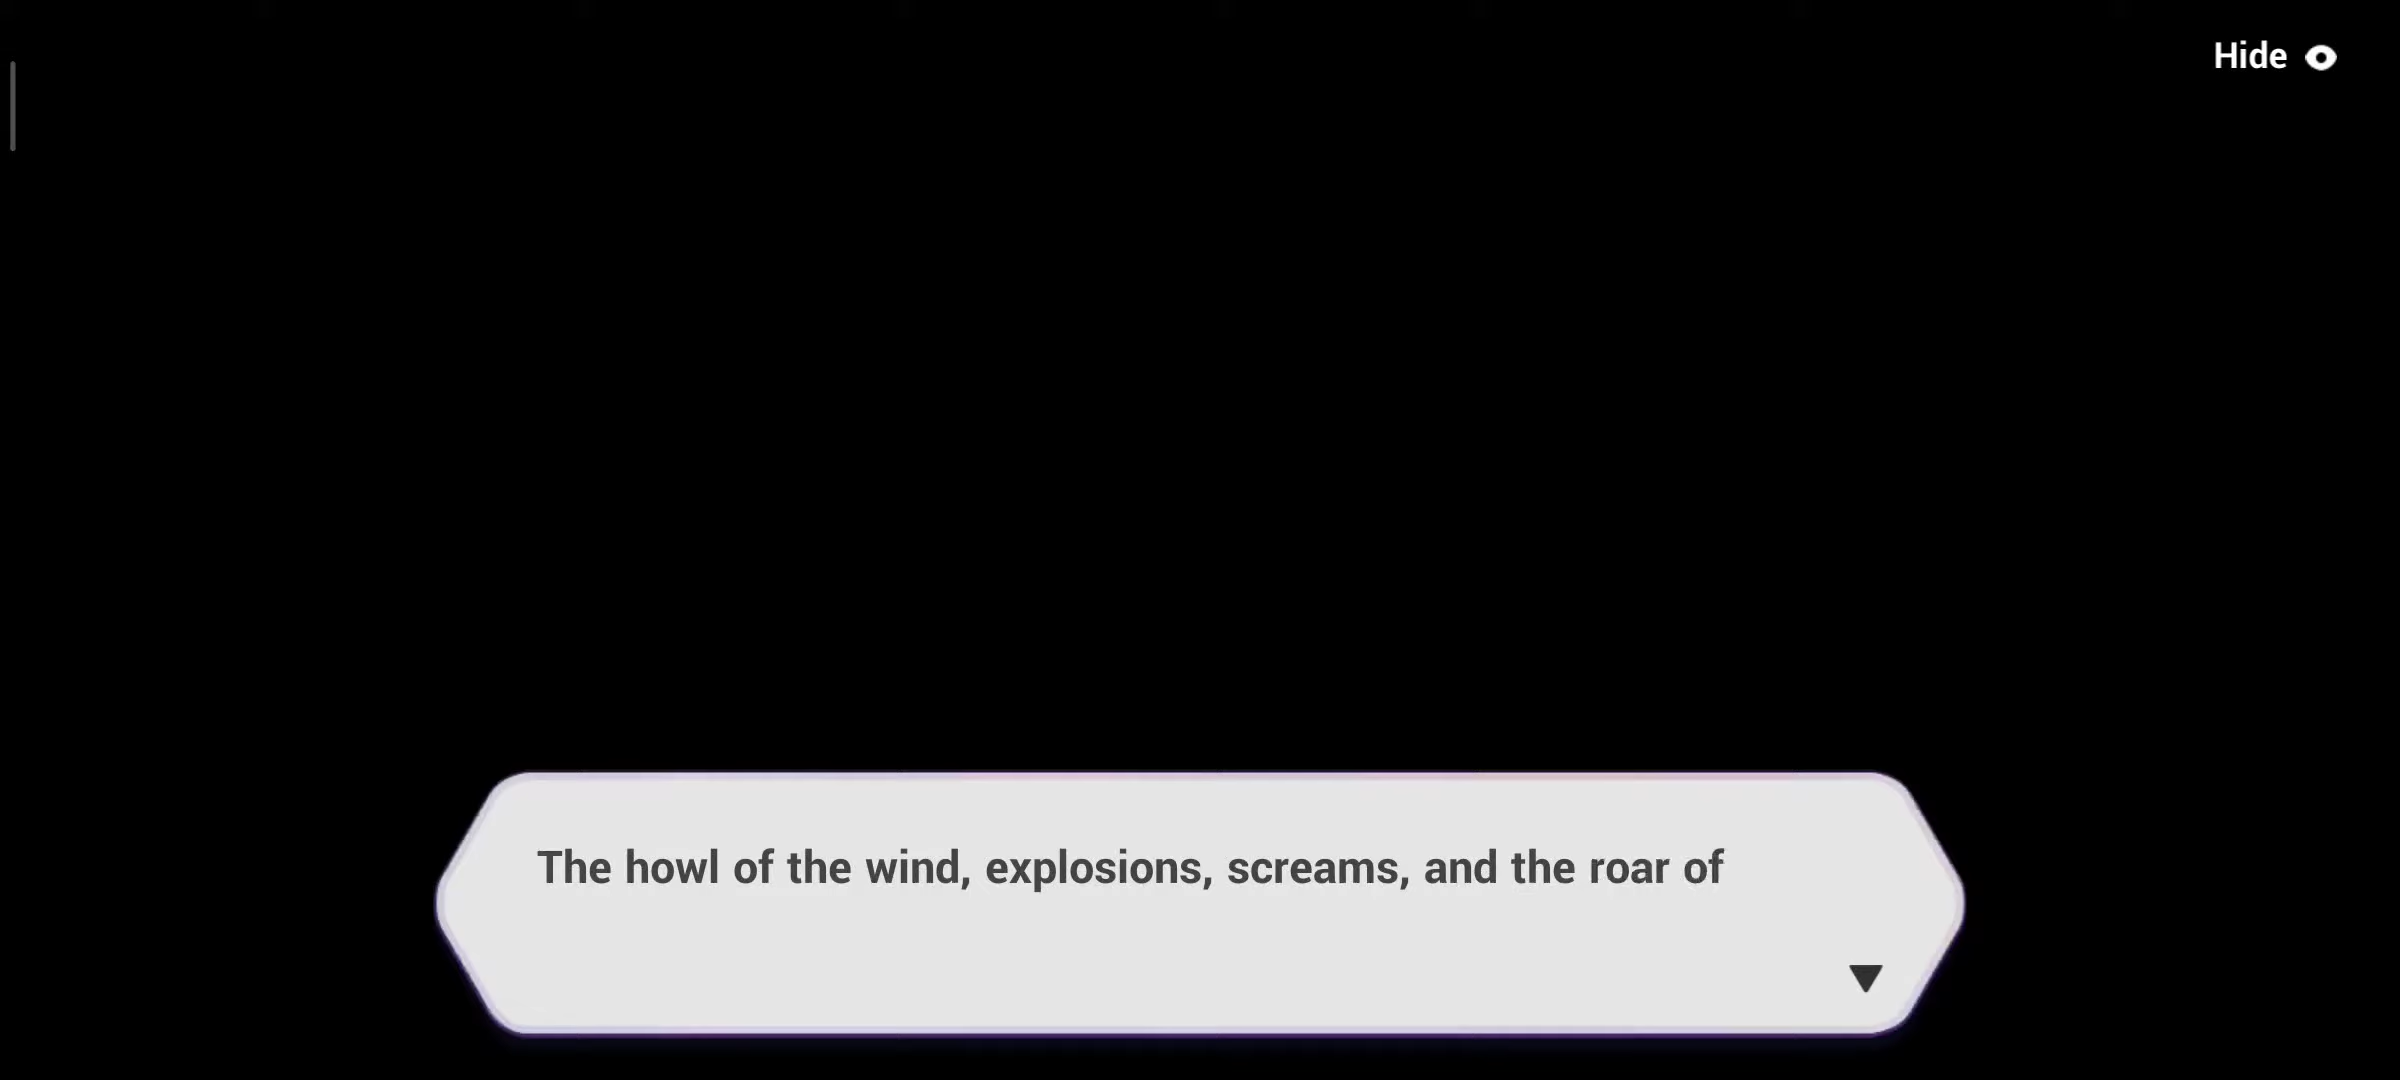 Hide
The howl of the wind, explosions, screams, and the roar of